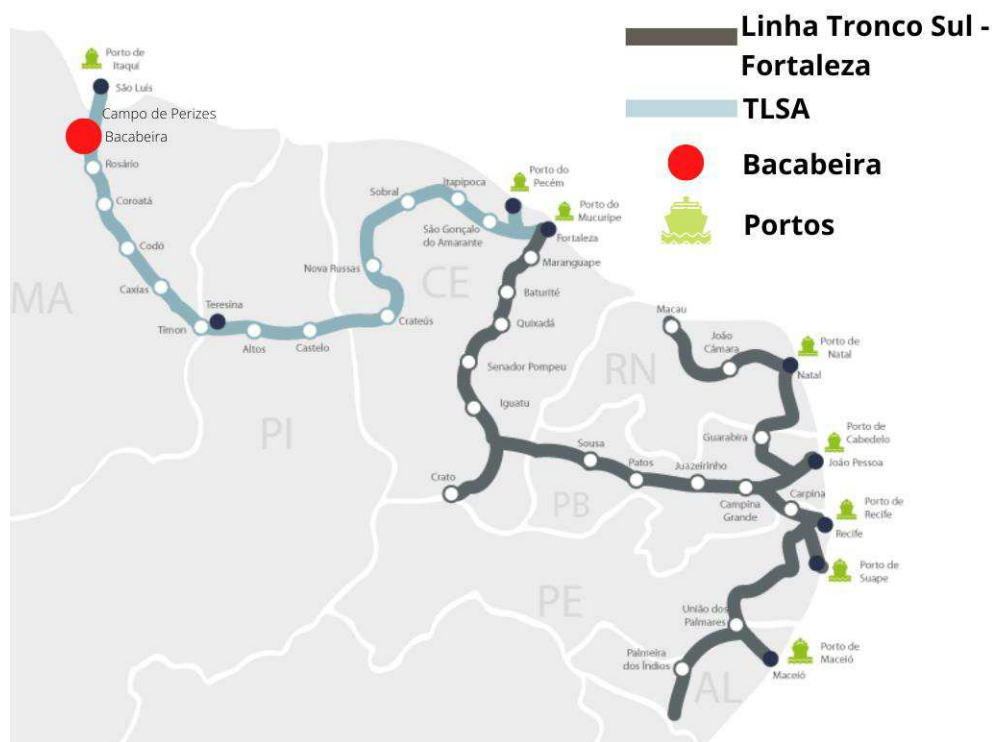 Linha Tronco Sul -
Fortaleza
TLSA
Bacabeira
Portos
Porto de
Itaqui
São Luís
Campo de Perizes
Bacabeira
Rosário
Coroatá
Codó
Caxias
Timon
Teresina
Altos
Castelo
Crateús
Nova Russas
Sobral
Itapipoca
São Gonçalo
do Amarante
Porto do
Pecém
Porto do
Mucuripe
Fortaleza
Maranguape
Baturité
Quixadá
Senador Pompeu
Iguatu
Crato
Sousa
Patos
Juazeirinho
Campina
Grande
Macau
João
Câmara
Porto de
Natal
Natal
Guarabira
Porto de
Cabedelo
João Pessoa
Carpina
Porto de
Recife
Recife
Porto de
Suape
União dos
Palmares
Palmeira
dos Índios
Porto de
Maceió
Maceió
MA
PI
CE
RN
PB
PE
AL